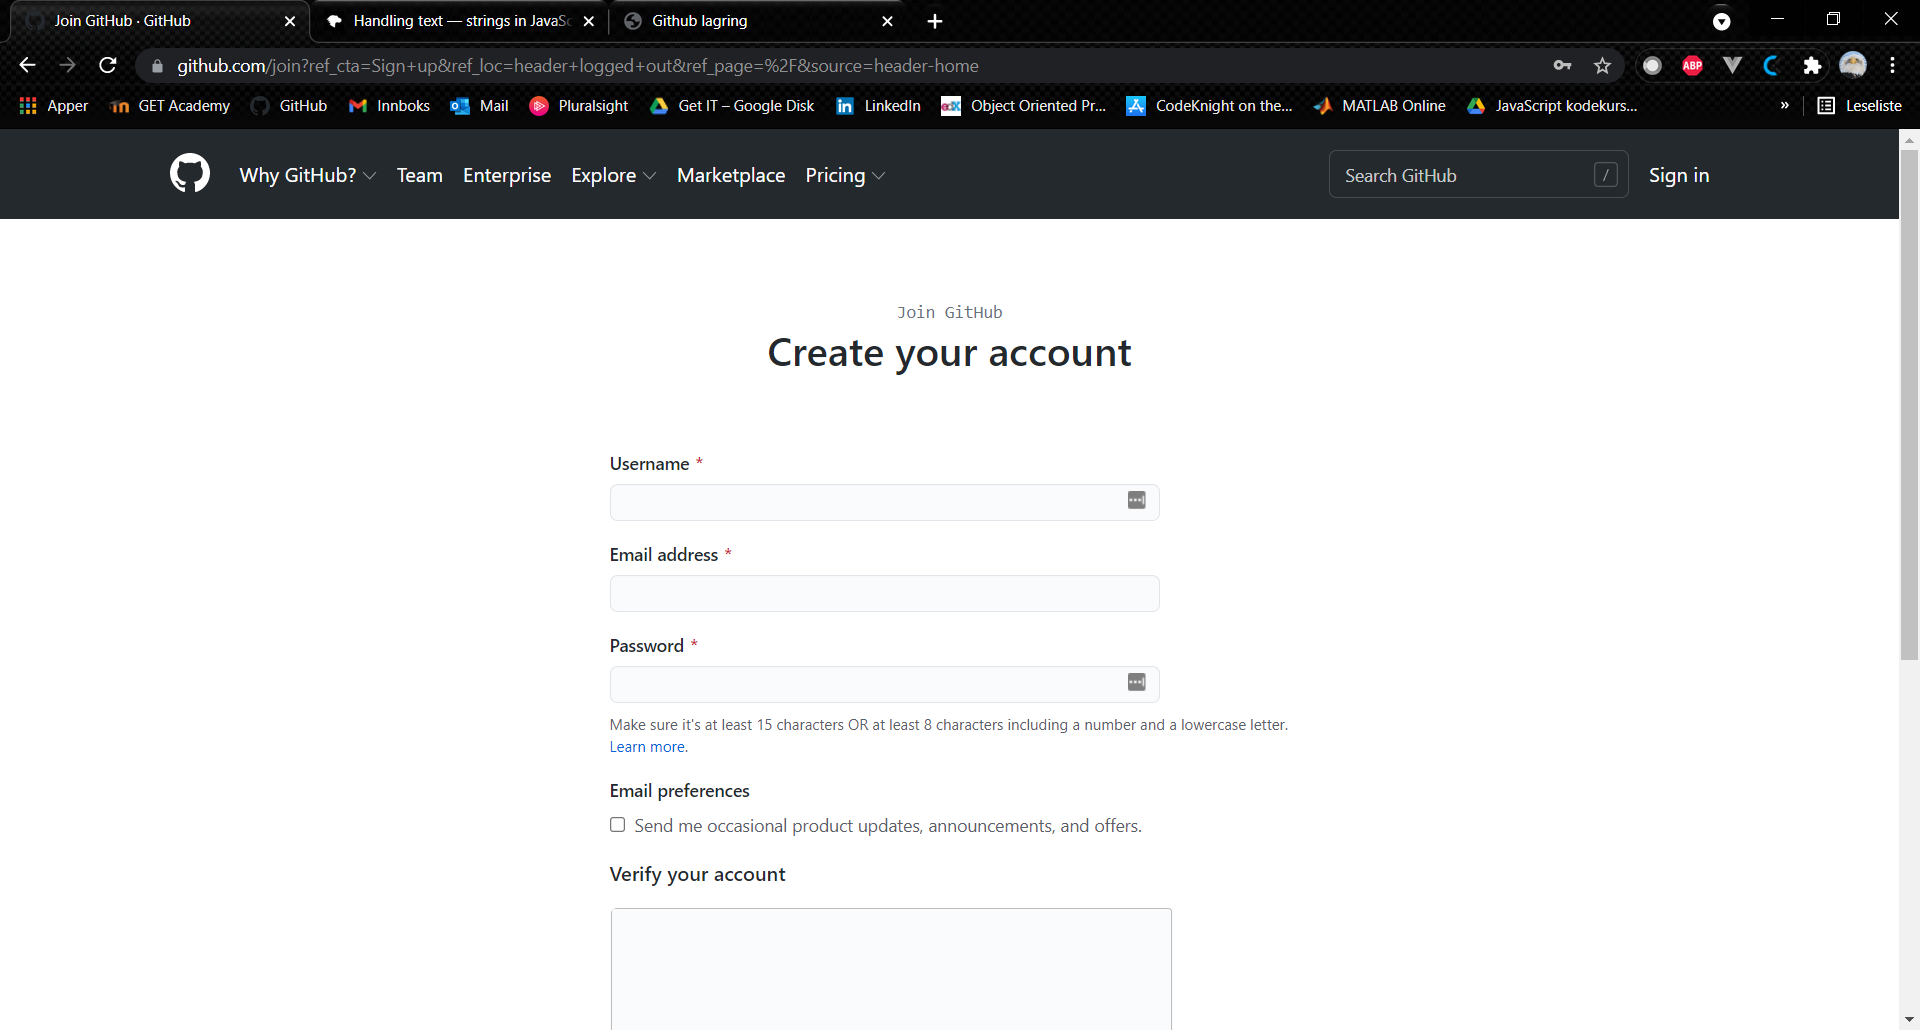 Join GitHub · GitHub
Handling text — strings in JavaSc
Github lagring
github.com/join?ref_cta=Sign+up&ref_loc=header+logged+out&ref_page=%2F&source=header-home
ABP
Apper
GET Academy
GitHub
Innboks
Mail
Pluralsight
Get IT – Google Disk
LinkedIn
Object Oriented Pr...
CodeKnight on the...
MATLAB Online
JavaScript kodekurs...
»
Leseliste
Why GitHub?
Team
Enterprise
Explore
Marketplace
Pricing
Search GitHub
/
Sign in
Join GitHub
Create your account
Username *
Email address *
Password *
Make sure it's at least 15 characters OR at least 8 characters including a number and a lowercase letter.
Learn more.
Email preferences
Send me occasional product updates, announcements, and offers.
Verify your account